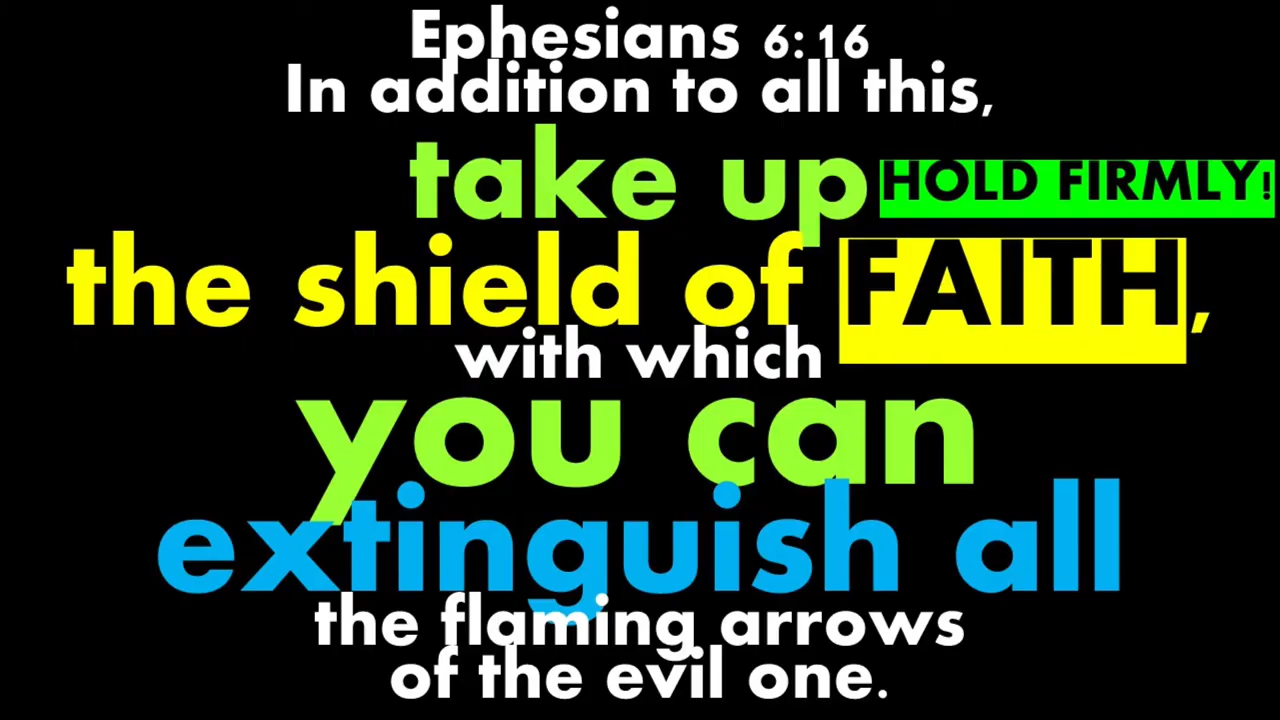 Ephesians 6:16
In addition to all this,
take up HOLD FIRMLY!
the shield of FAITH,
with which
you can
extinguish all
the flaming arrows
of the evil one.